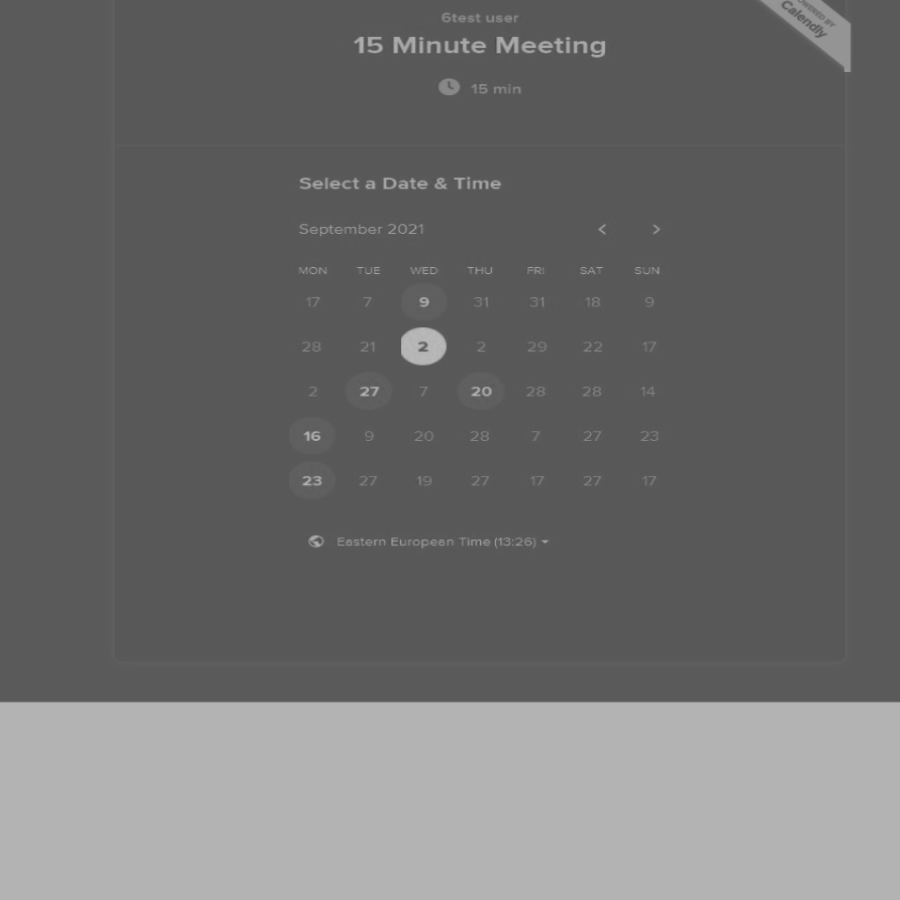 6test user
15 Minute Meeting
15 min
POWERED BY
Calendly
Select a Date & Time
September 2021
MON TUE WED THU FRI SAT SUN
17 7 9 31 31 18 9
28 21 2 2 29 22 17
2 27 7 20 28 28 14
16 9 20 28 7 27 23
23 27 19 27 17 27 17
Eastern European Time (13:26)